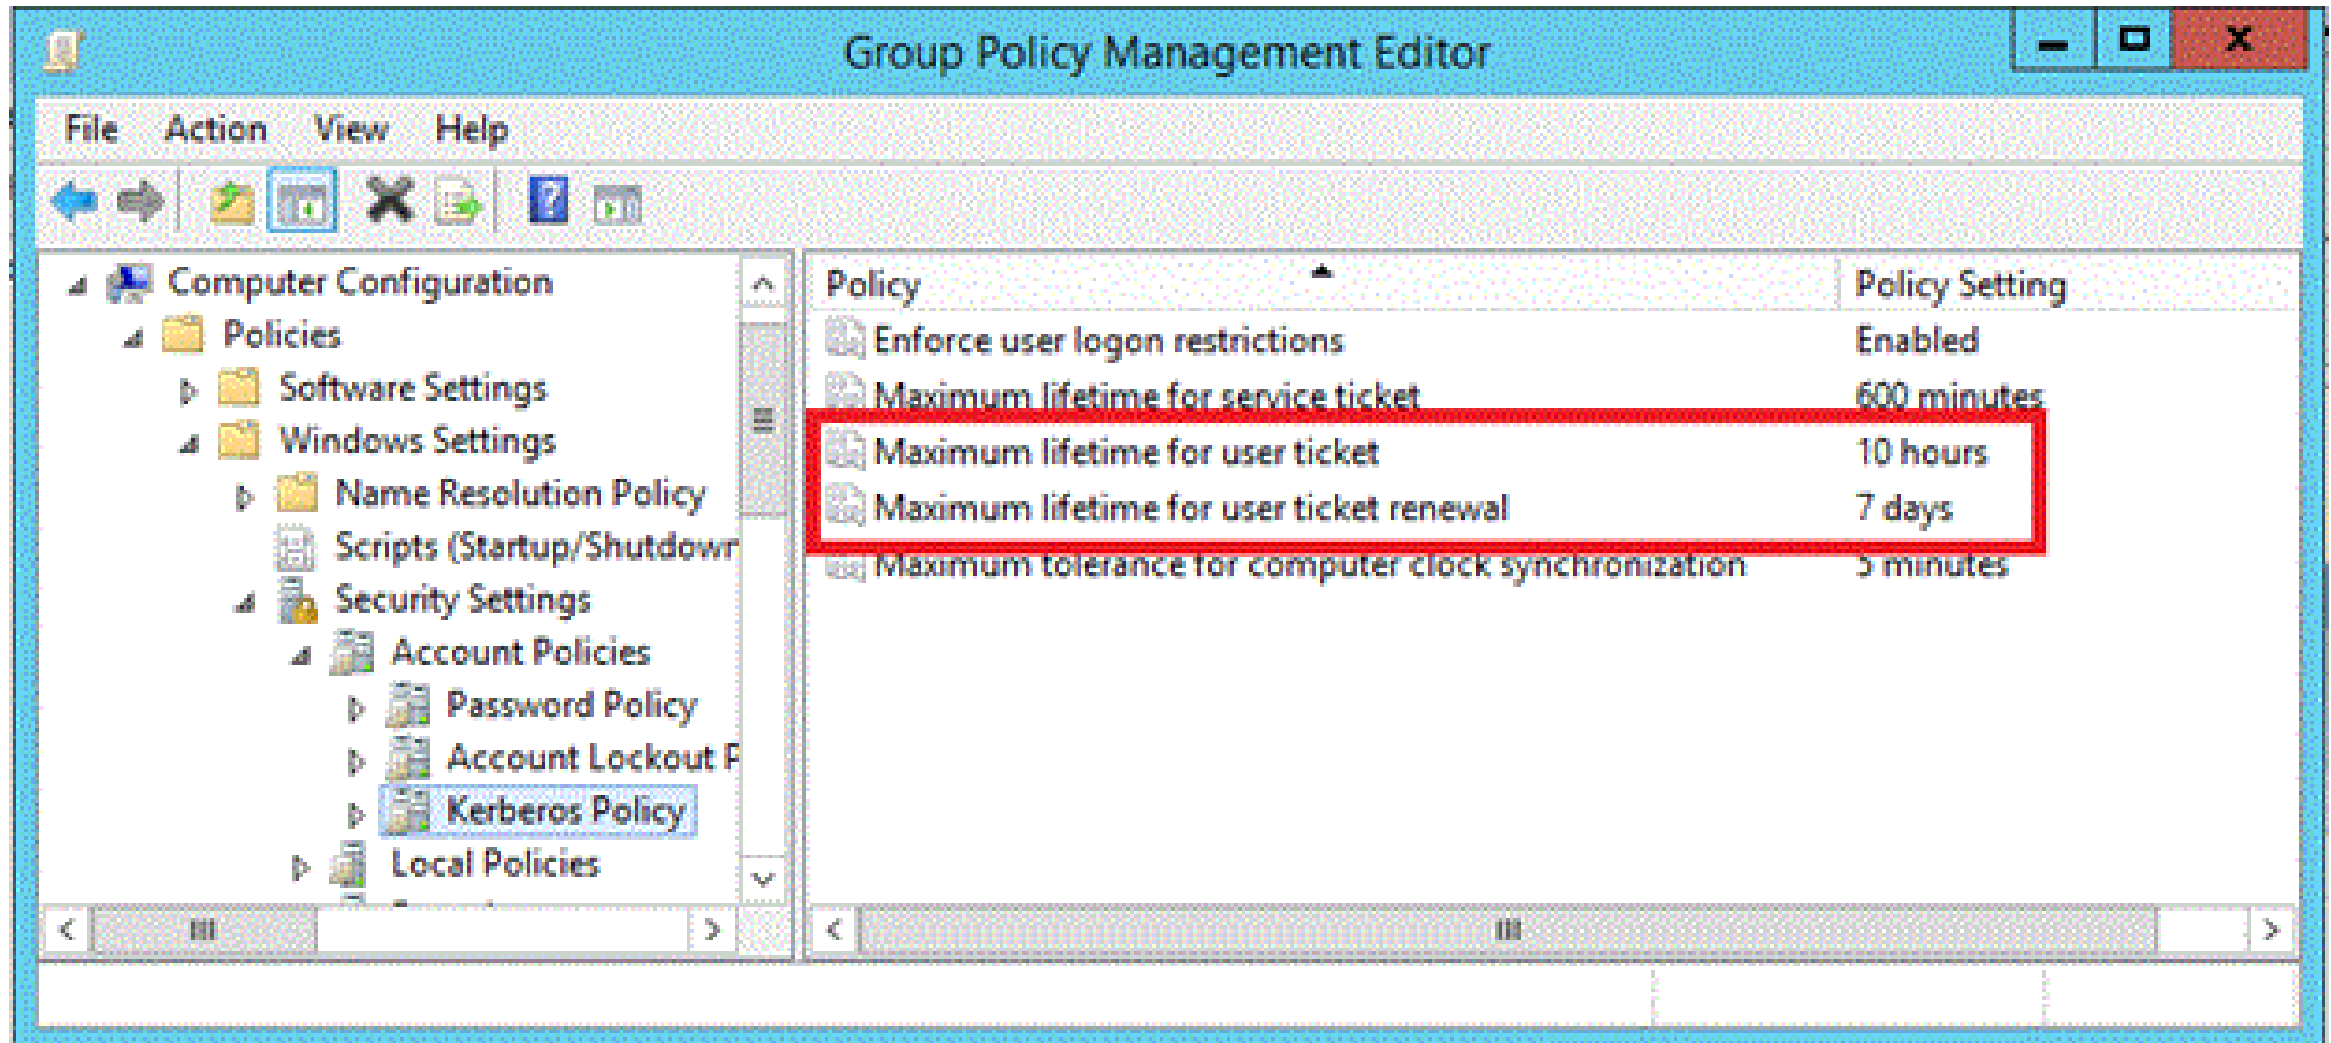 Group Policy Management Editor
File Action View Help
Computer Configuration
Policies
Software Settings
Windows Settings
Name Resolution Policy
Scripts (Startup/Shutdown
Security Settings
Account Policies
Password Policy
Account Lockout P
Kerberos Policy
Local Policies
Policy Policy Setting
Enforce user logon restrictions Enabled
Maximum lifetime for service ticket 600 minutes
Maximum lifetime for user ticket 10 hours
Maximum lifetime for user ticket renewal 7 days
Maximum tolerance for computer clock synchronization 5 minutes